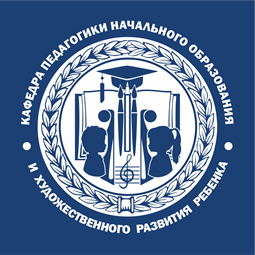 КАФЕДРА ПЕДАГОГИКИ НАЧАЛЬНОГО ОБРАЗОВАНИЯ
И ХУДОЖЕСТВЕННОГО РАЗВИТИЯ РЕБЕНКА